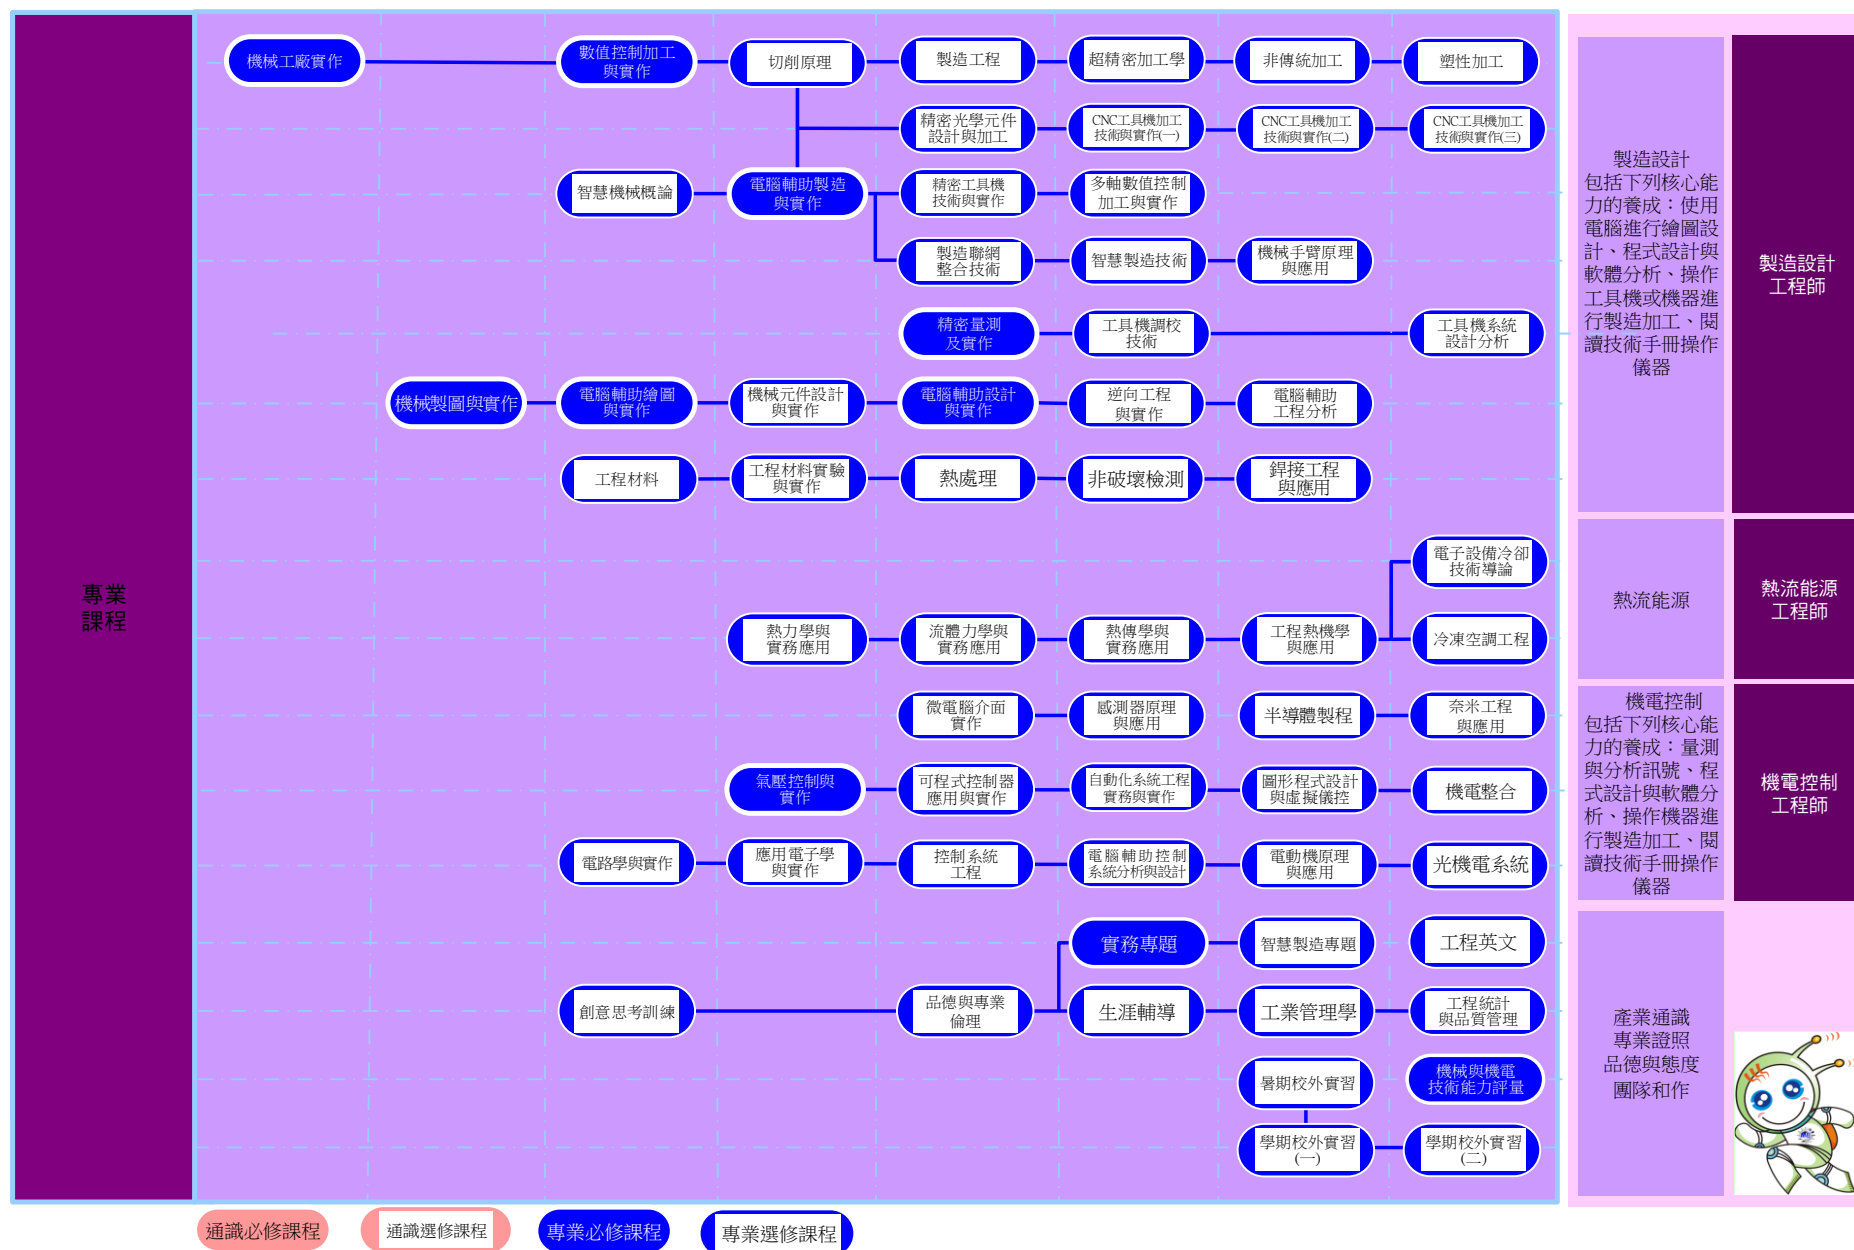 專業
課程
機械工廠實作
數值控制加工
與實作
切削原理
製造工程
超精密加工學
非傳統加工
塑性加工
精密光學元件
設計與加工
CNC工具機加工
技術與實作(一)
CNC工具機加工
技術與實作(二)
CNC工具機加工
技術與實作(三)
智慧機械概論
電腦輔助製造
與實作
精密工具機
技術與實作
多軸數值控制
加工與實作
製造聯網
整合技術
智慧製造技術
機械手臂原理
與應用
精密量測
及實作
工具機調校
技術
工具機系統
設計分析
機械製圖與實作
電腦輔助繪圖
與實作
機械元件設計
與實作
電腦輔助設計
與實作
逆向工程
與實作
電腦輔助
工程分析
工程材料
工程材料實驗
與實作
熱處理
非破壞檢測
銲接工程
與應用
電子設備冷卻
技術導論
熱力學與
實務應用
流體力學與
實務應用
熱傳學與
實務應用
工程熱機學
與應用
冷凍空調工程
微電腦介面
實作
感測器原理
與應用
半導體製程
奈米工程
與應用
氣壓控制與
實作
可程式控制器
應用與實作
自動化系統工程
實務與實作
圖形程式設計
與虛擬儀控
機電整合
電路學與實作
應用電子學
與實作
控制系統
工程
電腦輔助控制
系統分析與設計
電動機原理
與應用
光機電系統
實務專題
智慧製造專題
工程英文
創意思考訓練
品德與專業
倫理
生涯輔導
工業管理學
工程統計
與品質管理
暑期校外實習
機械與機電
技術能力評量
學期校外實習
(一)
學期校外實習
(二)
製造設計
包括下列核心能
力的養成：使用
電腦進行繪圖設
計、程式設計與
軟體分析、操作
工具機或機器進
行製造加工、閱
讀技術手冊操作
儀器
製造設計
工程師
熱流能源
熱流能源
工程師
機電控制
包括下列核心能
力的養成：量測
與分析訊號、程
式設計與軟體分
析、操作機器進
行製造加工、閱
讀技術手冊操作
儀器
機電控制
工程師
產業通識
專業證照
品德與態度
團隊和作
通識必修課程
通識選修課程
專業必修課程
專業選修課程